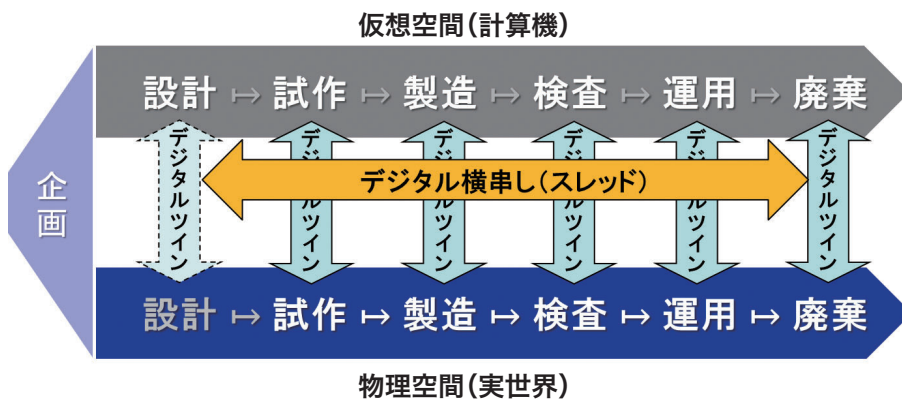 仮想空間(計算機)
設計 ↦ 試作 ↦ 製造 ↦ 検査 ↦ 運用 ↦ 廃棄
企画
デジタルツイン
デジタルツイン
デジタルツイン
デジタルツイン
デジタルツイン
デジタルツイン
デジタル横串し(スレッド)
設計 ↦ 試作 ↦ 製造 ↦ 検査 ↦ 運用 ↦ 廃棄
物理空間(実世界)